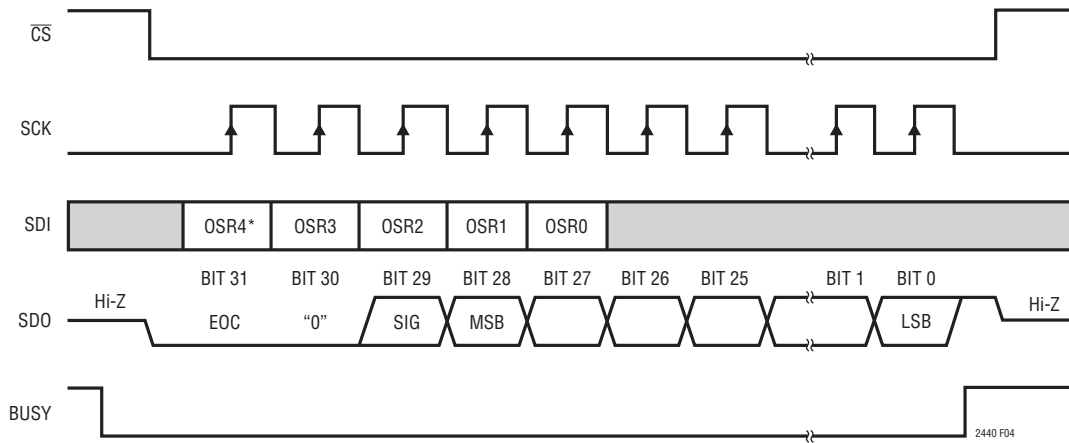 CS
SCK
SDI OSR4* OSR3 OSR2 OSR1 OSR0
BIT 31 BIT 30 BIT 29 BIT 28 BIT 27 BIT 26 BIT 25 BIT 1 BIT 0
SDO Hi-Z EOC “0” SIG MSB LSB Hi-Z
BUSY
2440 F04